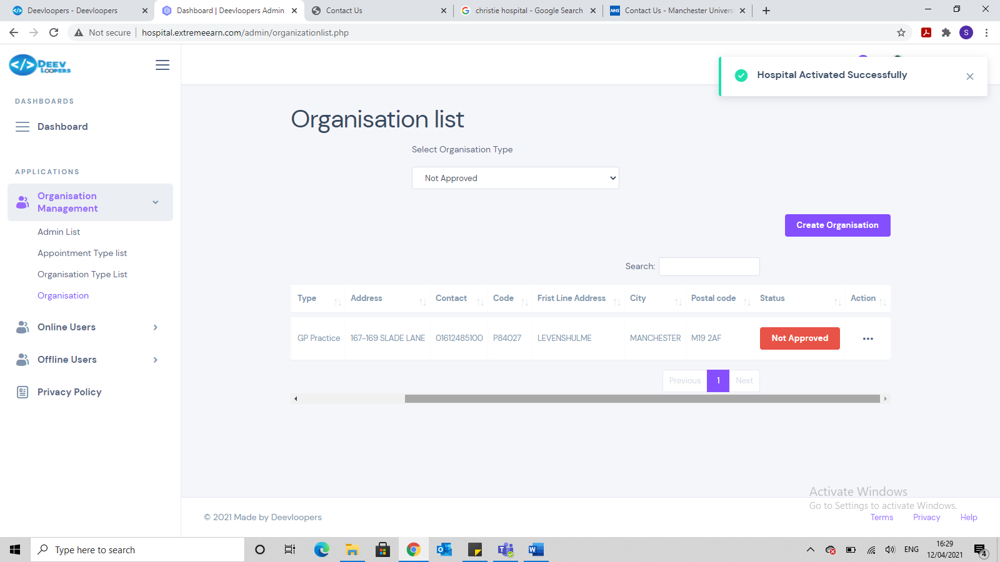 Deevloopers - Deevloopers
Dashboard | Deevloopers Admin
Contact Us
christie hospital - Google Search
NHS
Contact Us - Manchester Univers
Not secure
hospital.extremeearn.com/admin/organizationlist.php
S
</> DEEV LOOPERS
Hospital Activated Successfully
DASHBOARDS
Dashboard
APPLICATIONS
Organisation Management
Admin List
Appointment Type list
Organisation Type List
Organisation
Online Users
Offline Users
Privacy Policy
Organisation list
Select Organisation Type
Not Approved
Create Organisation
Search:
Type Address Contact Code Frist Line Address City Postal code Status Action
GP Practice 167-169 SLADE LANE 01612485100 P84027 LEVENSHULME MANCHESTER M19 2AF Not Approved
Previous 1 Next
Activate Windows
Go to Settings to activate Windows.
© 2021 Made by Deevloopers
Terms Privacy Help
Type here to search
ENG
16:29
12/04/2021
4